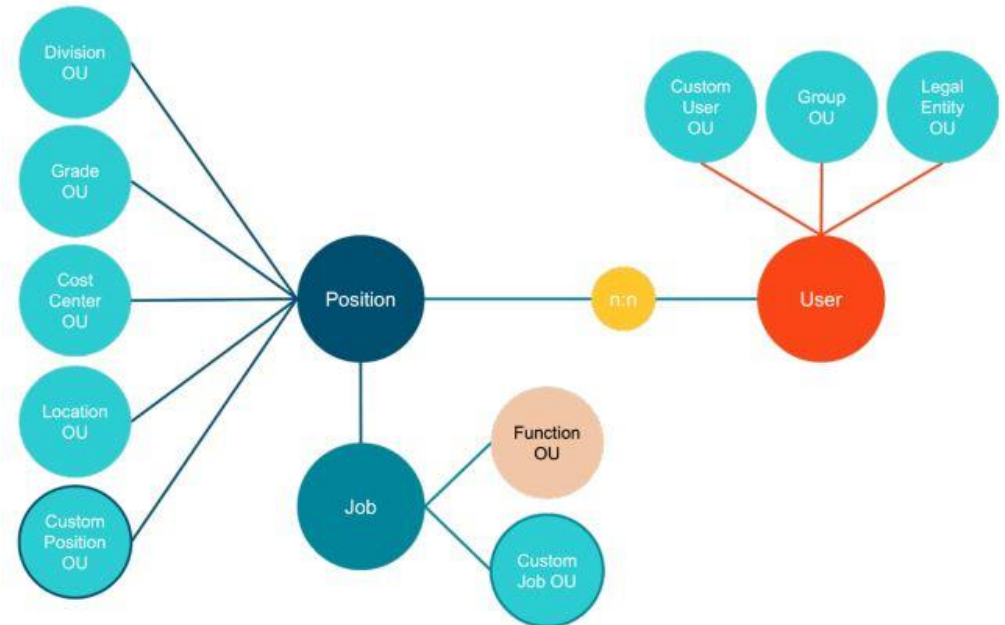 Division
OU
Grade
OU
Cost
Center
OU
Location
OU
Custom
Position
OU
Position
Job
Function
OU
Custom
Job OU
n:n
Custom
User
OU
Group
OU
Legal
Entity
OU
User